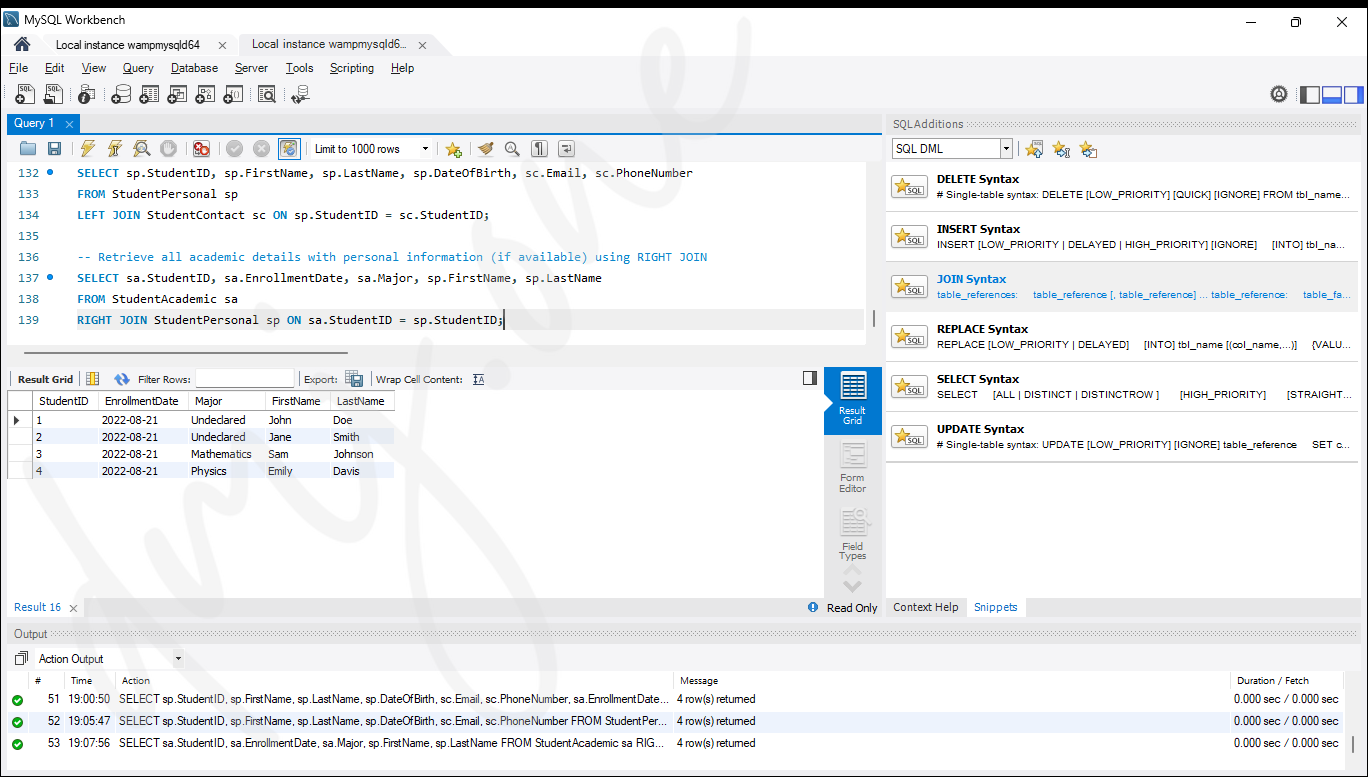 MySQL Workbench
Local instance wampmysqld64
Local instance wampmysqld6...
File Edit View Query Database Server Tools Scripting Help
Query 1
Limit to 1000 rows
132 SELECT sp.StudentID, sp.FirstName, sp.LastName, sp.DateOfBirth, sc.Email, sc.PhoneNumber
133 FROM StudentPersonal sp
134 LEFT JOIN StudentContact sc ON sp.StudentID = sc.StudentID;
135
136 -- Retrieve all academic details with personal information (if available) using RIGHT JOIN
137 SELECT sa.StudentID, sa.EnrollmentDate, sa.Major, sp.FirstName, sp.LastName
138 FROM StudentAcademic sa
139 RIGHT JOIN StudentPersonal sp ON sa.StudentID = sp.StudentID;
Result Grid Filter Rows: Export: Wrap Cell Content:
StudentID EnrollmentDate Major FirstName LastName
1 2022-08-21 Undeclared John Doe
2 2022-08-21 Undeclared Jane Smith
3 2022-08-21 Mathematics Sam Johnson
4 2022-08-21 Physics Emily Davis
Result
Grid
Form
Editor
Field
Types
Result 16
Read Only
SQLAdditions
SQL DML
DELETE Syntax
# Single-table syntax: DELETE [LOW_PRIORITY] [QUICK] [IGNORE] FROM tbl_name...
INSERT Syntax
INSERT [LOW_PRIORITY | DELAYED | HIGH_PRIORITY] [IGNORE] [INTO] tbl_na...
JOIN Syntax
table_references: table_reference [, table_reference] ... table_reference: table_fa...
REPLACE Syntax
REPLACE [LOW_PRIORITY | DELAYED] [INTO] tbl_name [(col_name,...)] {VALU...
SELECT Syntax
SELECT [ALL | DISTINCT | DISTINCTROW ] [HIGH_PRIORITY] [STRAIGHT...
UPDATE Syntax
# Single-table syntax: UPDATE [LOW_PRIORITY] [IGNORE] table_reference SET c...
Context Help Snippets
Output
Action Output
# Time Action Message Duration / Fetch
51 19:00:50 SELECT sp.StudentID, sp.FirstName, sp.LastName, sp.DateOfBirth, sc.Email, sc.PhoneNumber, sa.EnrollmentDate... 4 row(s) returned 0.000 sec / 0.000 sec
52 19:05:47 SELECT sp.StudentID, sp.FirstName, sp.LastName, sp.DateOfBirth, sc.Email, sc.PhoneNumber FROM StudentPer... 4 row(s) returned 0.000 sec / 0.000 sec
53 19:07:56 SELECT sa.StudentID, sa.EnrollmentDate, sa.Major, sp.FirstName, sp.LastName FROM StudentAcademic sa RIG... 4 row(s) returned 0.000 sec / 0.000 sec